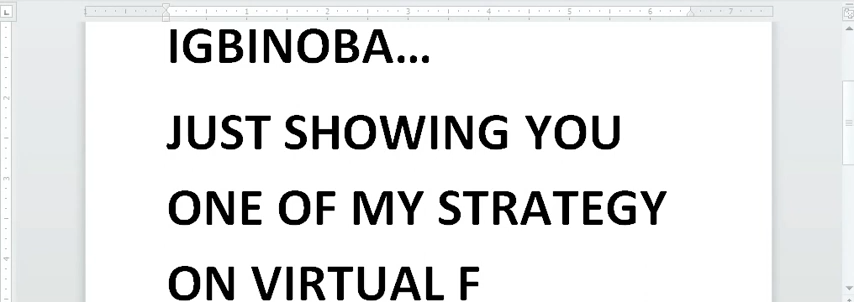 IGBINOBA...
JUST SHOWING YOU
ONE OF MY STRATEGY
ON VIRTUAL F